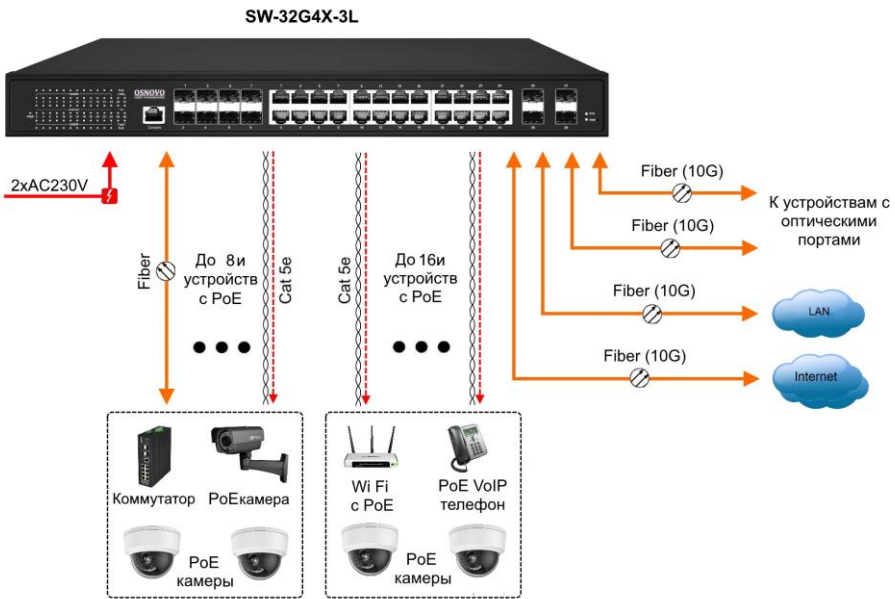 SW-32G4X-3L
OSNOVO
Console
2xAC230V
Fiber
До 8и
устройств
с PoE
Cat 5e
Cat 5e
До 16и
устройств
с PoE
Fiber (10G)
Fiber (10G)
Fiber (10G)
Fiber (10G)
К устройствам с
оптическими
портами
LAN
Internet
Коммутатор
PoEкамера
PoE
камеры
Wi Fi
с PoE
PoE VoIP
телефон
PoE
камеры